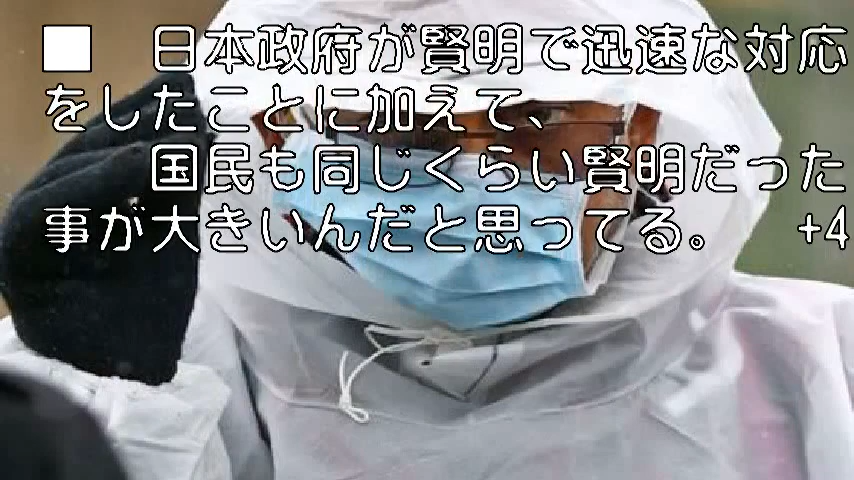 ■　日本政府が賢明で迅速な対応
をしたことに加えて、
　　国民も同じくらい賢明だった
事が大きいんだと思ってる。　+4